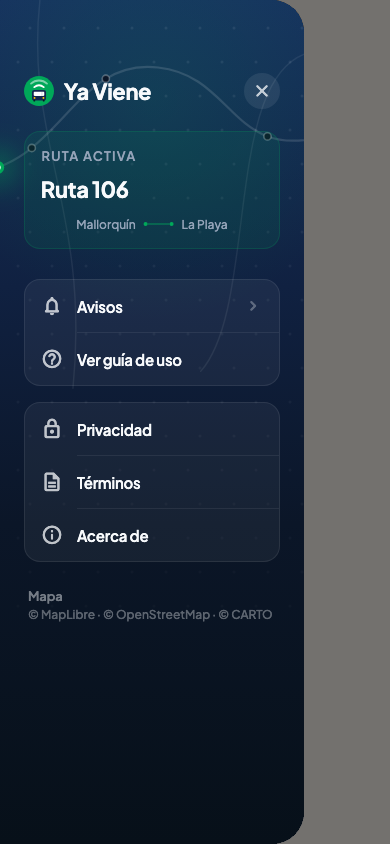 Ya Viene
RUTA ACTIVA
Ruta 106
Mallorquín La Playa
Avisos
Ver guía de uso
Privacidad
Términos
Acerca de
Mapa
© MapLibre · © OpenStreetMap · © CARTO